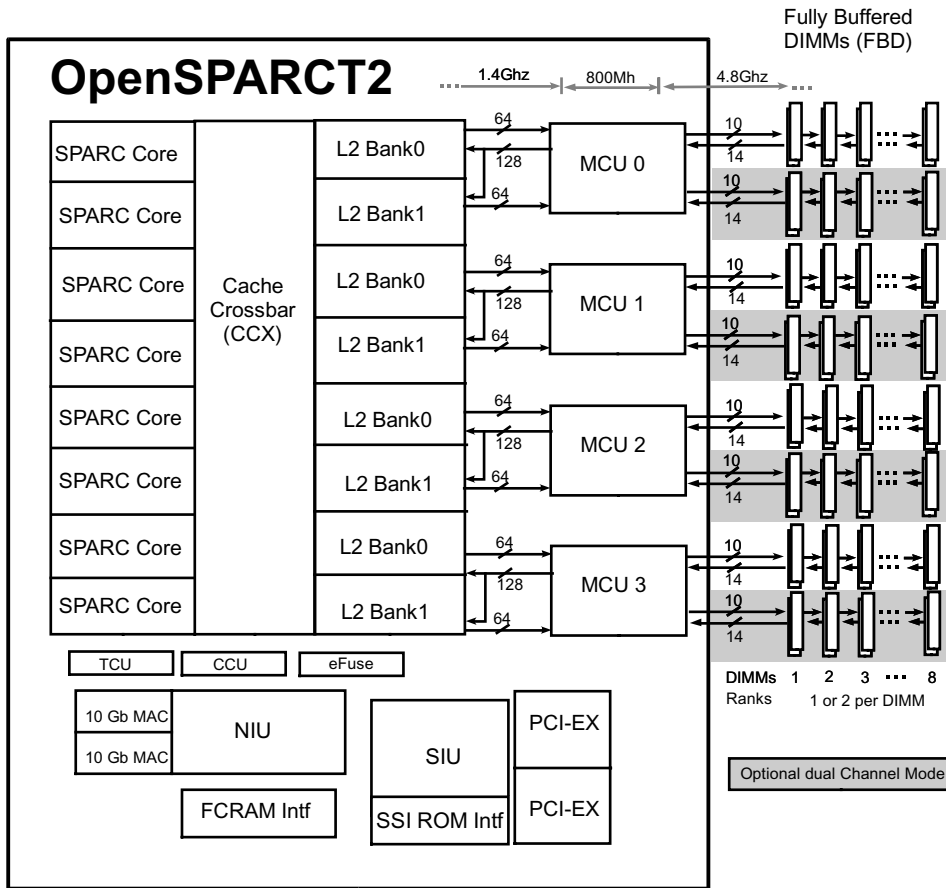 Fully Buffered
DIMMs (FBD)
OpenSPARCT2
1.4Ghz
800Mh
4.8Ghz
SPARC Core
SPARC Core
SPARC Core
SPARC Core
SPARC Core
SPARC Core
SPARC Core
SPARC Core
Cache
Crossbar
(CCX)
L2 Bank0
L2 Bank1
L2 Bank0
L2 Bank1
L2 Bank0
L2 Bank1
L2 Bank0
L2 Bank1
64
128
64
64
128
64
64
128
64
64
128
64
MCU 0
MCU 1
MCU 2
MCU 3
10
14
10
14
10
14
10
14
10
14
10
14
10
14
10
14
DIMMs 1 2 3 8
Ranks 1 or 2 per DIMM
TCU
CCU
eFuse
10 Gb MAC
10 Gb MAC
NIU
FCRAM Intf
SIU
SSI ROM Intf
PCI-EX
PCI-EX
Optional dual Channel Mode